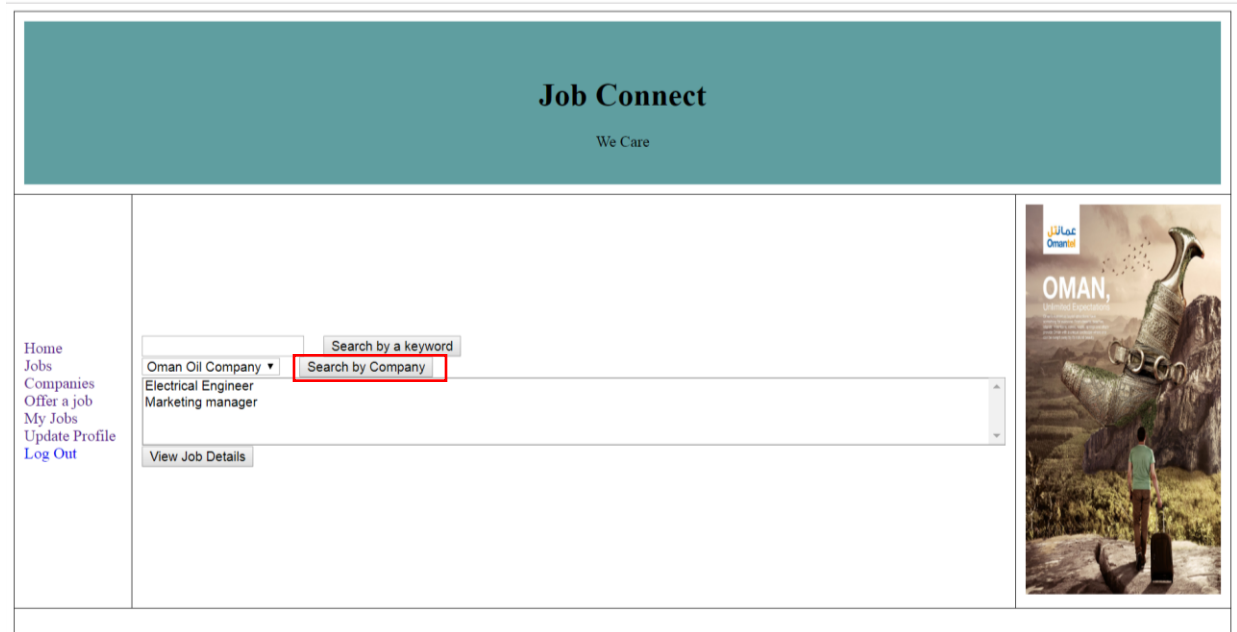 Job Connect
We Care
Home
Jobs
Companies
Offer a job
My Jobs
Update Profile
Log Out
Search by a keyword
Oman Oil Company ▼ Search by Company
Electrical Engineer
Marketing manager
View Job Details
عمانتل
Omantel
OMAN,
Unlimited Expectations